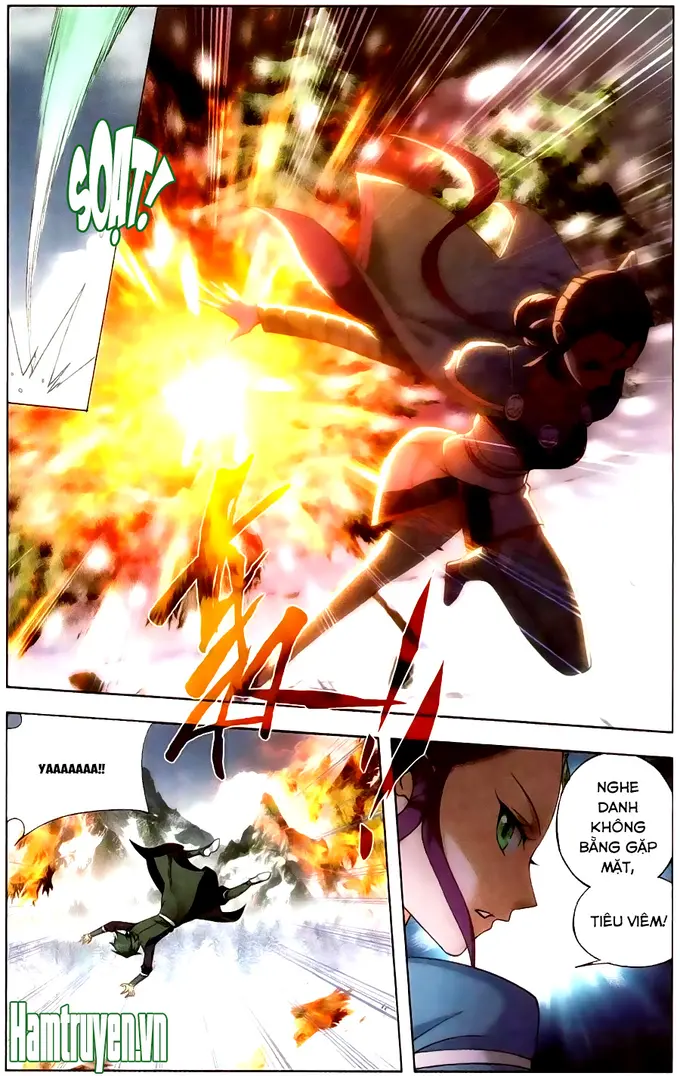 SOẠT!
YAAAAAAA!!
NGHE
DANH
KHÔNG
BẰNG GẶP
MẶT,
TIÊU VIÊM!
Hamtruyen.vn